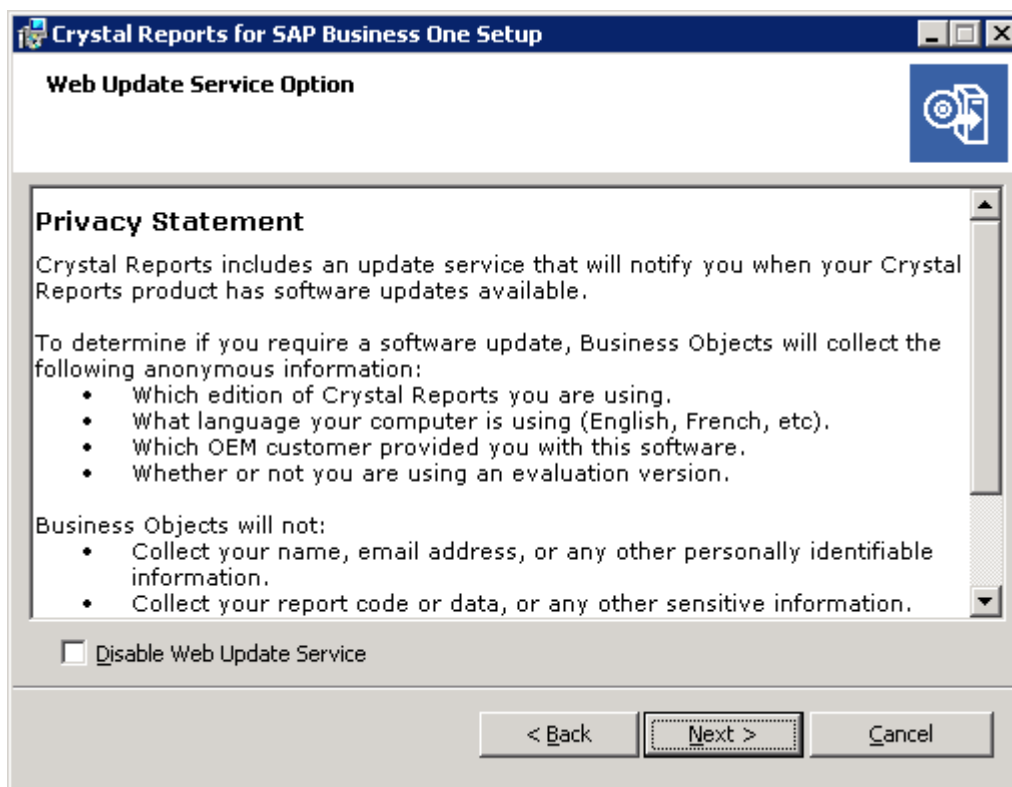 Crystal Reports for SAP Business One Setup
Web Update Service Option
Privacy Statement
Crystal Reports includes an update service that will notify you when your Crystal
Reports product has software updates available.
To determine if you require a software update, Business Objects will collect the
following anonymous information:
• Which edition of Crystal Reports you are using.
• What language your computer is using (English, French, etc).
• Which OEM customer provided you with this software.
• Whether or not you are using an evaluation version.
Business Objects will not:
• Collect your name, email address, or any other personally identifiable
information.
• Collect your report code or data, or any other sensitive information.
Disable Web Update Service
< Back
Next >
Cancel